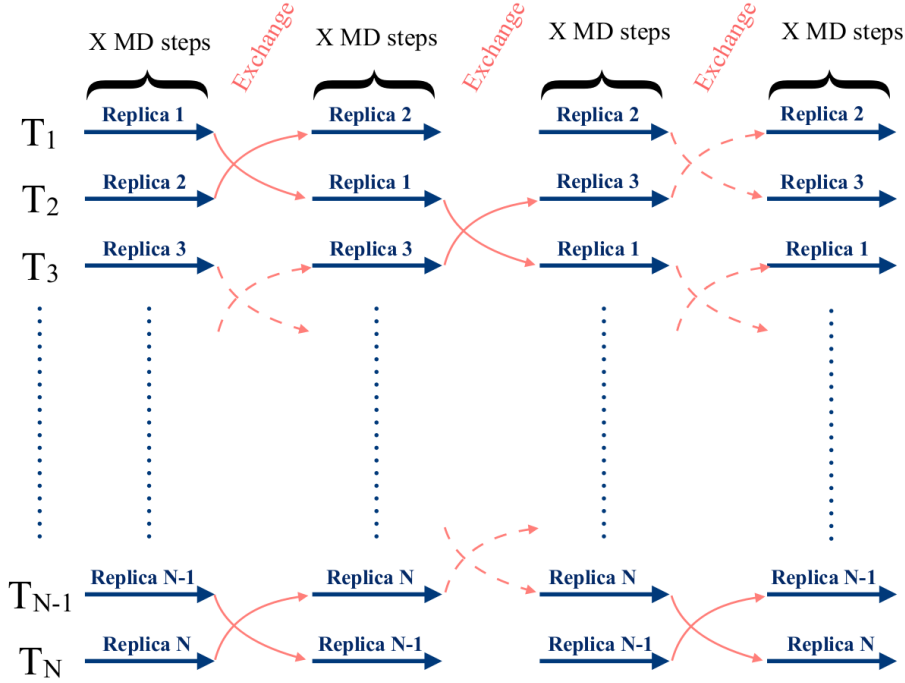 X MD steps
Exchange
X MD steps
Exchange
X MD steps
Exchange
X MD steps
T1
Replica 1
Replica 2
Replica 2
Replica 2
T2
Replica 2
Replica 1
Replica 3
Replica 3
T3
Replica 3
Replica 3
Replica 1
Replica 1
TN-1
Replica N-1
Replica N
Replica N
Replica N-1
TN
Replica N
Replica N-1
Replica N-1
Replica N